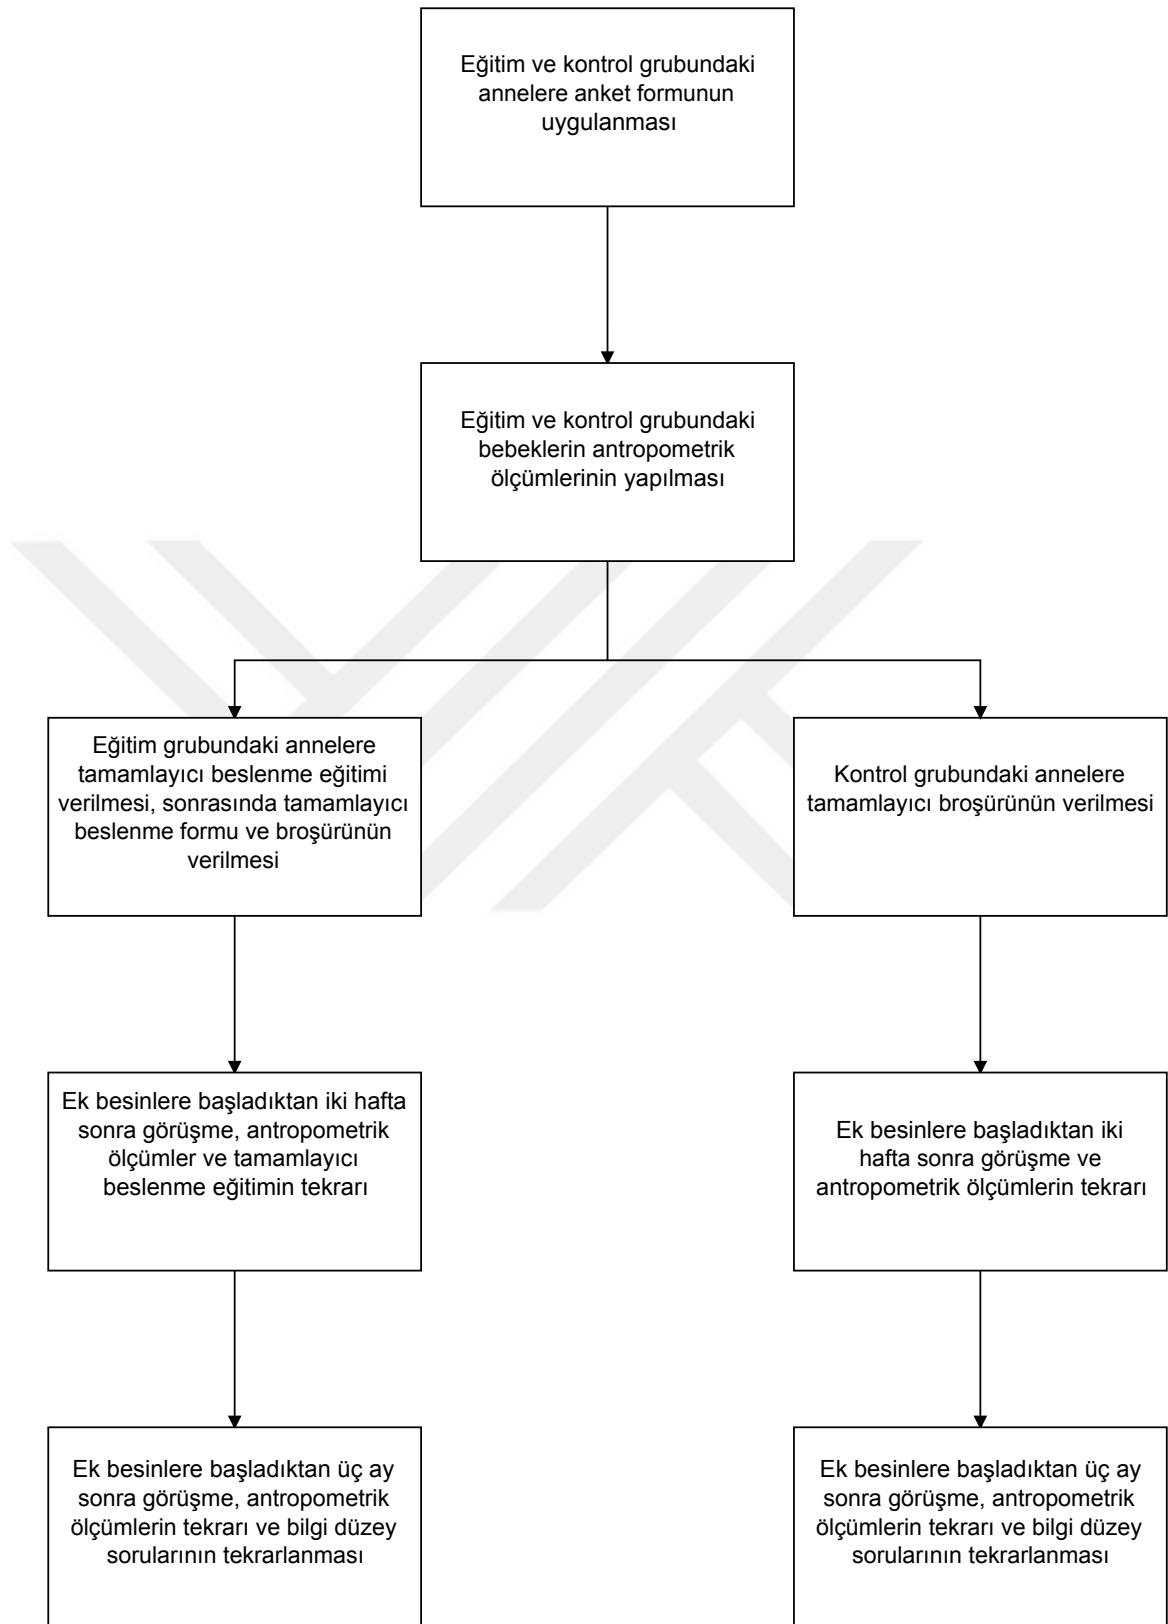 Eğitim ve kontrol grubundaki
annelere anket formunun
uygulanması
Eğitim ve kontrol grubundaki
bebeklerin antropometrik
ölçümlerinin yapılması
Eğitim grubundaki annelere
tamamlayıcı beslenme eğitimi
verilmesi, sonrasında tamamlayıcı
beslenme formu ve broşürünün
verilmesi
Kontrol grubundaki annelere
tamamlayıcı broşürünün verilmesi
Ek besinlere başladıktan iki hafta
sonra görüşme, antropometrik
ölçümler ve tamamlayıcı
beslenme eğitimin tekrarı
Ek besinlere başladıktan iki
hafta sonra görüşme ve
antropometrik ölçümlerin tekrarı
Ek besinlere başladıktan üç ay
sonra görüşme, antropometrik
ölçümlerin tekrarı ve bilgi düzey
sorularının tekrarlanması
Ek besinlere başladıktan üç ay
sonra görüşme, antropometrik
ölçümlerin tekrarı ve bilgi düzey
sorularının tekrarlanması